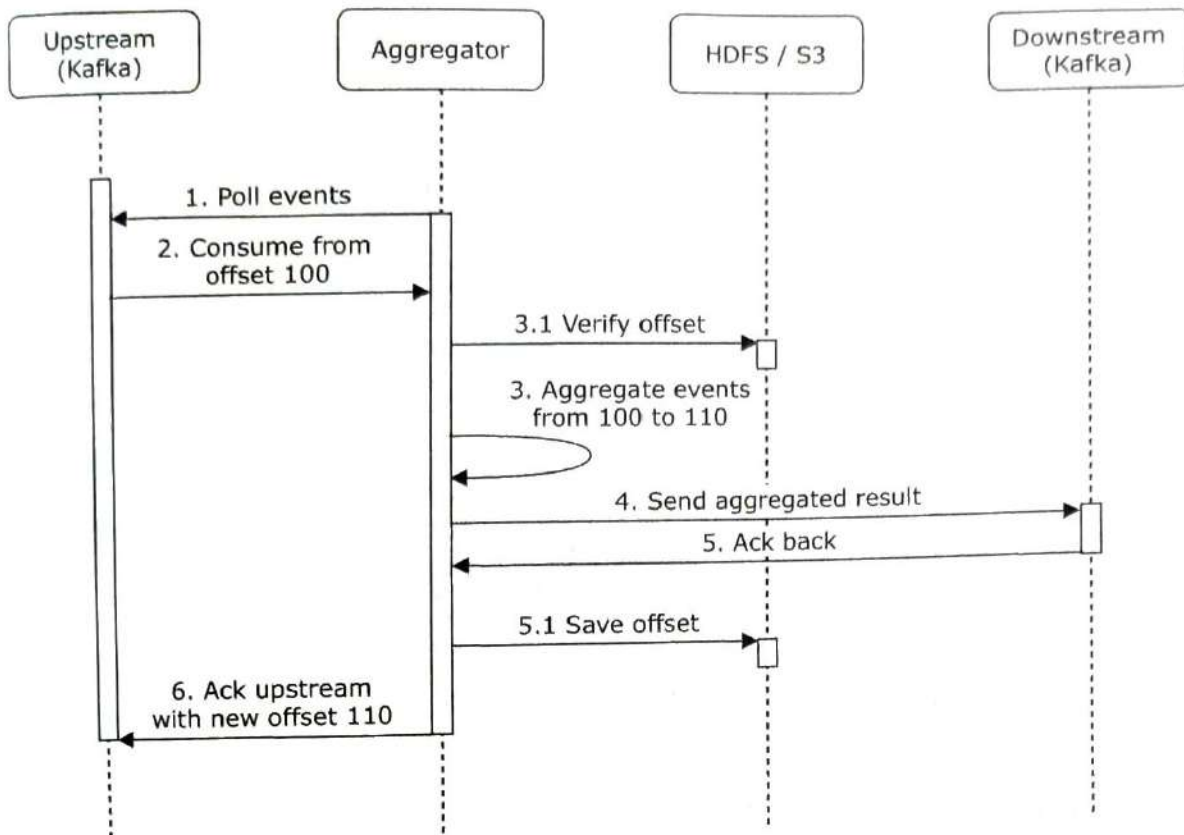 Upstream
(Kafka)
Aggregator
HDFS / S3
Downstream
(Kafka)
1. Poll events
2. Consume from
offset 100
3.1 Verify offset
3. Aggregate events
from 100 to 110
4. Send aggregated result
5. Ack back
5.1 Save offset
6. Ack upstream
with new offset 110